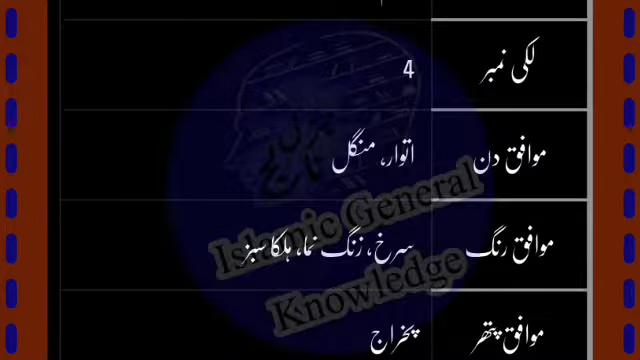 لکی نمبر 4
موافق دن اتوار، منگل
موافق رنگ سرخ، زنگ نما، ہلکا سبز
موافق پتھر پکھراج
Islamic General
Knowledge